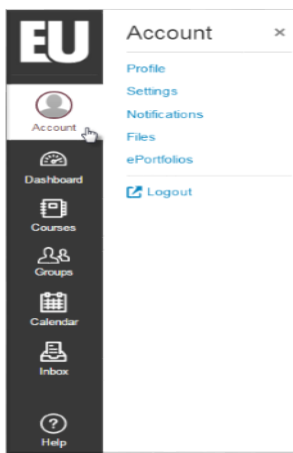 EU
Account
Dashboard
Courses
Groups
Calendar
Inbox
Help
Account ×
Profile
Settings
Notifications
Files
ePortfolios
Logout